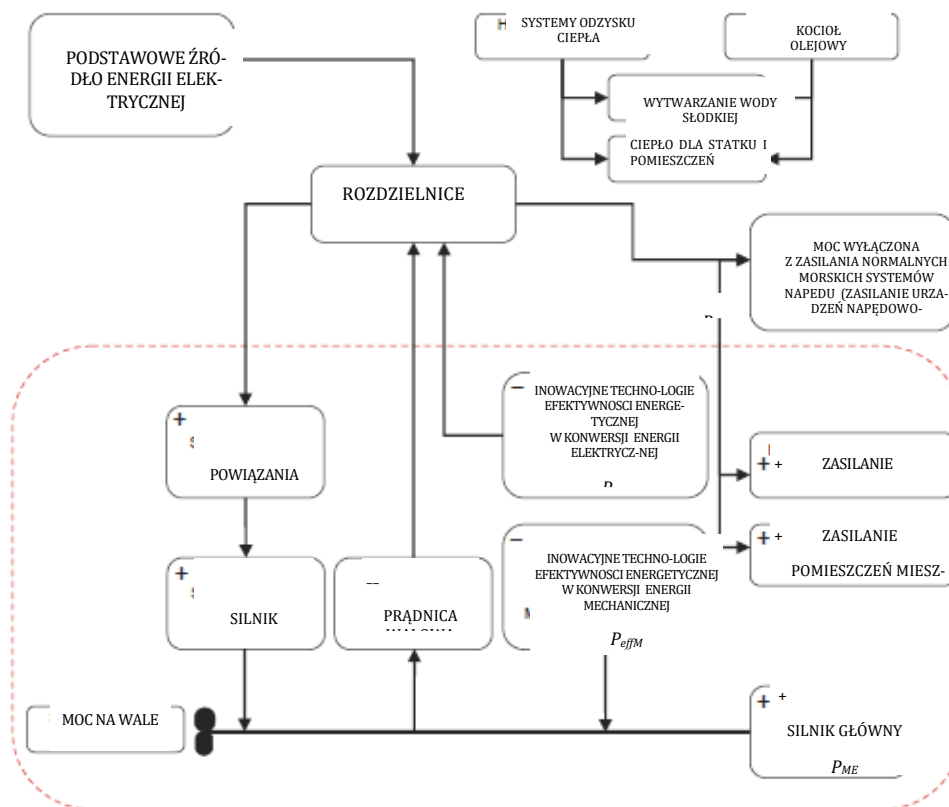 PODSTAWOWE ŹRÓ-
DŁO ENERGII ELEK-
TRYCZNEJ
SYSTEMY ODZYSKU
CIEPŁA
KOCIOŁ
OLEJOWY
WYTWARZANIE WODY
SŁODKIEJ
CIEPŁO DLA STATKU I
POMIESZCZEŃ
ROZDZIELNICE
MOC WYŁĄCZONA
Z ZASILANIA NORMALNYCH
MORSKICH SYSTEMÓW
NAPEDU (ZASILANIE URZA-
DZEŃ NAPĘDOWO-
+
POWIĄZANIA
–
INOWACYJNE TECHNO-LOGIE
EFEKTYWNOSCI ENERGE-
TYCZNEJ
W KONWERSJI ENERGII
ELEKTRYCZ-NEJ
+ +
ZASILANIE
+ +
ZASILANIE
POMIESZCZEŃ MIESZ-
+
SILNIK
––
PRĄDNICA
–
INOWACYJNE TECHNO-LOGIE
EFEKTYWNOSCI ENERGETYCZNEJ
W KONWERSJI ENERGII
MECHANICZNEJ
PeffM
MOC NA WALE
+ +
SILNIK GŁÓWNY
PME